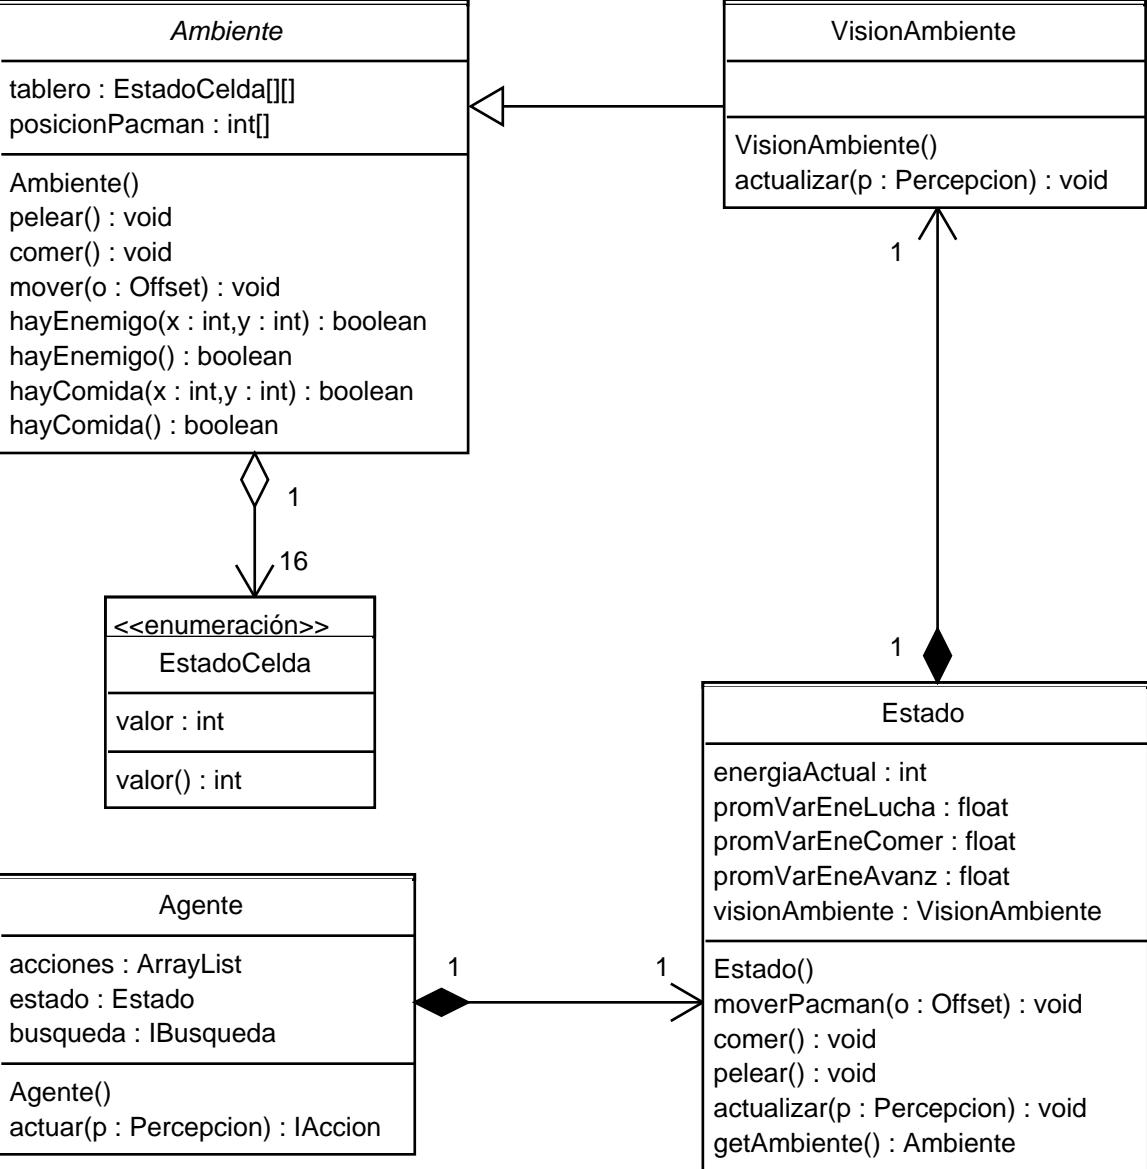 Ambiente
tablero : EstadoCelda[][]
posicionPacman : int[]
Ambiente()
pelear() : void
comer() : void
mover(o : Offset) : void
hayEnemigo(x : int,y : int) : boolean
hayEnemigo() : boolean
hayComida(x : int,y : int) : boolean
hayComida() : boolean
VisionAmbiente
VisionAmbiente()
actualizar(p : Percepcion) : void
1
1
16
<<enumeración>>
EstadoCelda
valor : int
valor() : int
1
Estado
energiaActual : int
promVarEneLucha : float
promVarEneComer : float
promVarEneAvanz : float
visionAmbiente : VisionAmbiente
Estado()
moverPacman(o : Offset) : void
comer() : void
pelear() : void
actualizar(p : Percepcion) : void
getAmbiente() : Ambiente
Agente
acciones : ArrayList
estado : Estado
busqueda : IBusqueda
Agente()
actuar(p : Percepcion) : IAccion
1
1